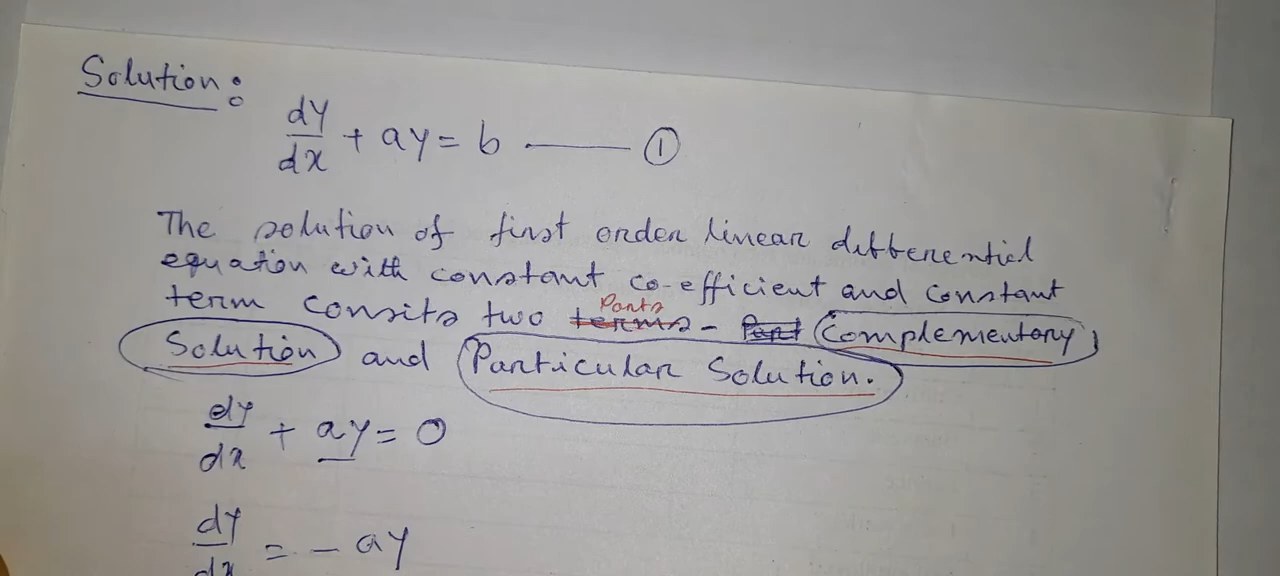 Solution:
dy/dx + ay = b —— ①
The solution of first order linear differential
equation with constant co-efficient and constant
term consits two terms Parts - Part Complementory
Solution and Particular Solution.
dy/dx + ay = 0
dy/dx = - ay